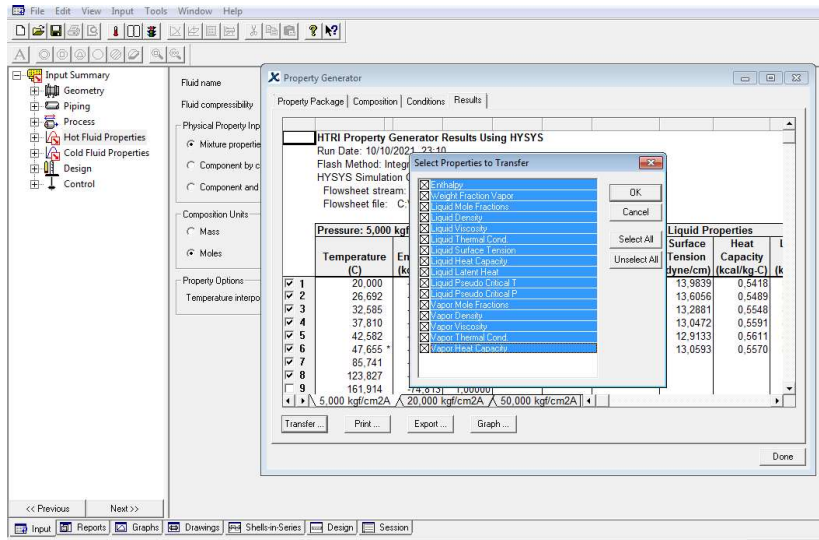 File Edit View Input Tools Window Help
Input Summary
Geometry
Piping
Process
Hot Fluid Properties
Cold Fluid Properties
Design
Control
<< Previous Next >>
Fluid name
Fluid compressibility
Physical Property Inp
Mixture propertie
Component by c
Component and
Composition Units
Mass
Moles
Property Options
Temperature interpo
Property Generator
Property Package Composition Conditions Results
HTRI Property Generator Results Using HYSYS
Run Date: 10/10/2021 23:10
Flash Method: Integr
HYSYS Simulation C
Flowsheet strea
Flowsheet file: C:\
Pressure: 5,000 kgf Liquid Properties
Temperature En Surface Heat L
(C) (kc Tension Capacity
dyne/cm) (kcal/kg-C) (k
1 20,000 13,9839 0,5418
2 26,692 13,6056 0,5489
3 32,585 13,2881 0,5548
4 37,810 13,0472 0,5591
5 42,582 12,9133 0,5611
6 47,655 * 13,0593 0,5570
7 85,741
8 123,827
9 161,914 -74,813 1,00000
5,000 kgf/cm2A 20,000 kgf/cm2A 50,000 kgf/cm2A
Transfer ... Print ... Export ... Graph ...
Done
Select Properties to Transfer
Enthalpy
Weight Fraction Vapor
Liquid Mole Fractions
Liquid Density
Liquid Viscosity
Liquid Thermal Cond.
Liquid Surface Tension
Liquid Heat Capacity
Liquid Latent Heat
Liquid Pseudo Critical T
Liquid Pseudo Critical P
Vapor Mole Fractions
Vapor Density
Vapor Viscosity
Vapor Thermal Cond.
Vapor Heat Capacity
OK
Cancel
Select All
Unselect All
Input Reports Graphs Drawings Shells-in-Series Design Session